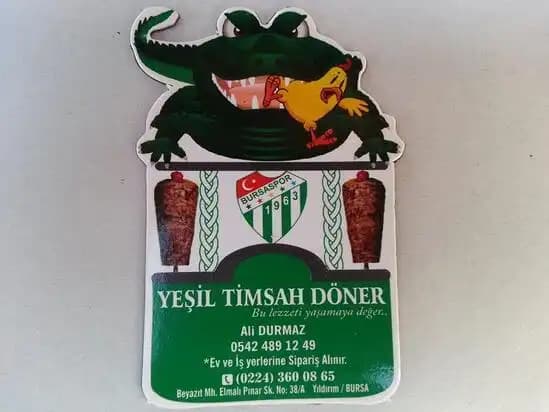 BURSASPOR
1963
YEŞİL TİMSAH DÖNER
Bu lezzeti yaşamaya değer..
Ali DURMAZ
0542 489 12 49
*Ev ve İş yerlerine Sipariş Alınır.
(0224) 360 08 65
Beyazıt Mh. Elmalı Pınar Sk. No: 38/A Yıldırım / BURSA